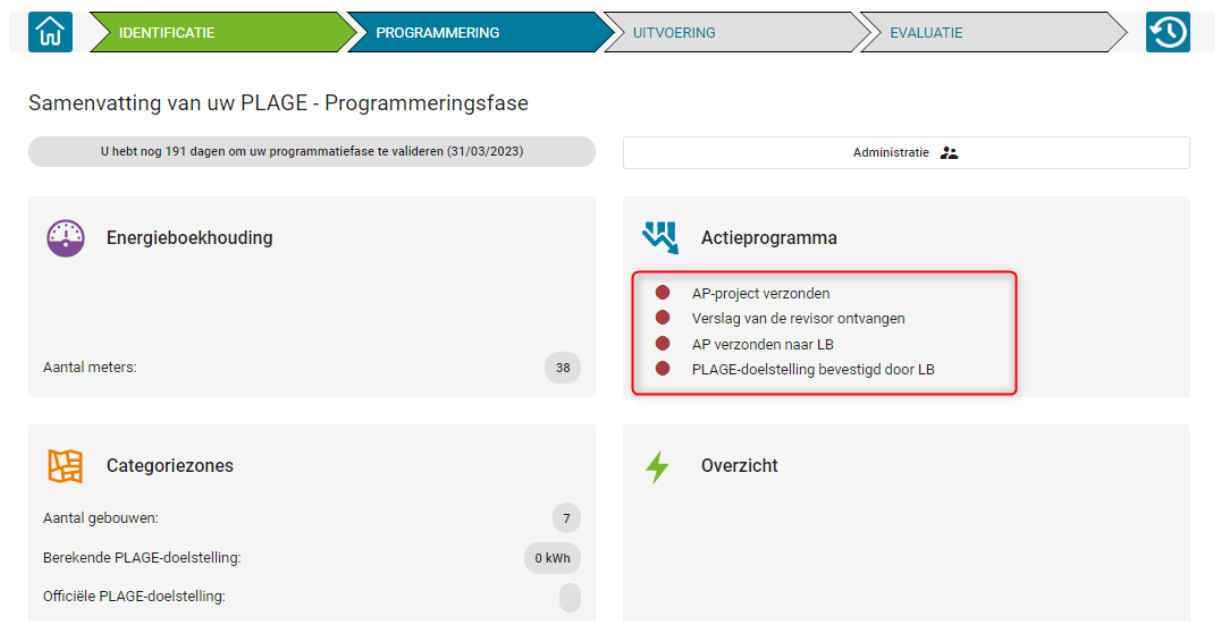 IDENTIFICATIE
PROGRAMMERING
UITVOERING
EVALUATIE
Samenvatting van uw PLAGE - Programmeringsfase
U hebt nog 191 dagen om uw programmatiefase te valideren (31/03/2023)
Administratie
Energieboekhouding
Aantal meters:
38
Actieprogramma
AP-project verzonden
Verslag van de revisor ontvangen
AP verzonden naar LB
PLAGE-doelstelling bevestigd door LB
Categoriezones
Aantal gebouwen:
7
Berekende PLAGE-doelstelling:
0 kWh
Officiële PLAGE-doelstelling:
Overzicht